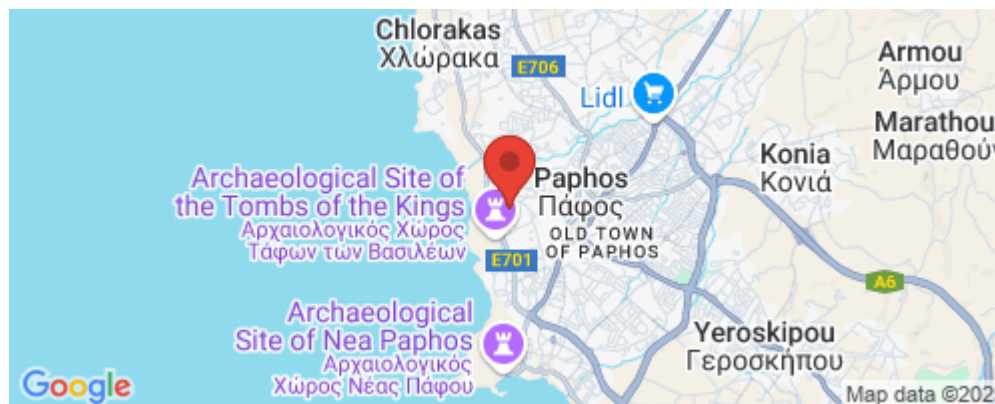 Chlorakas
Χλώρακα
E706
Lidl
Armou
Άρμου
Marathou
Μαραθού
Konia
Κονιά
Archaeological Site of
the Tombs of the Kings
Αρχαιολογικός Χώρος
Τάφων των Βασιλέων
Paphos
Πάφος
OLD TOWN
OF PAPHOS
E701
A6
Archaeological
Site of Nea Paphos
Αρχαιολογικός
Χώρος Νέας Πάφου
Yeroskipou
Γεροσκήπου
Google
Map data ©202